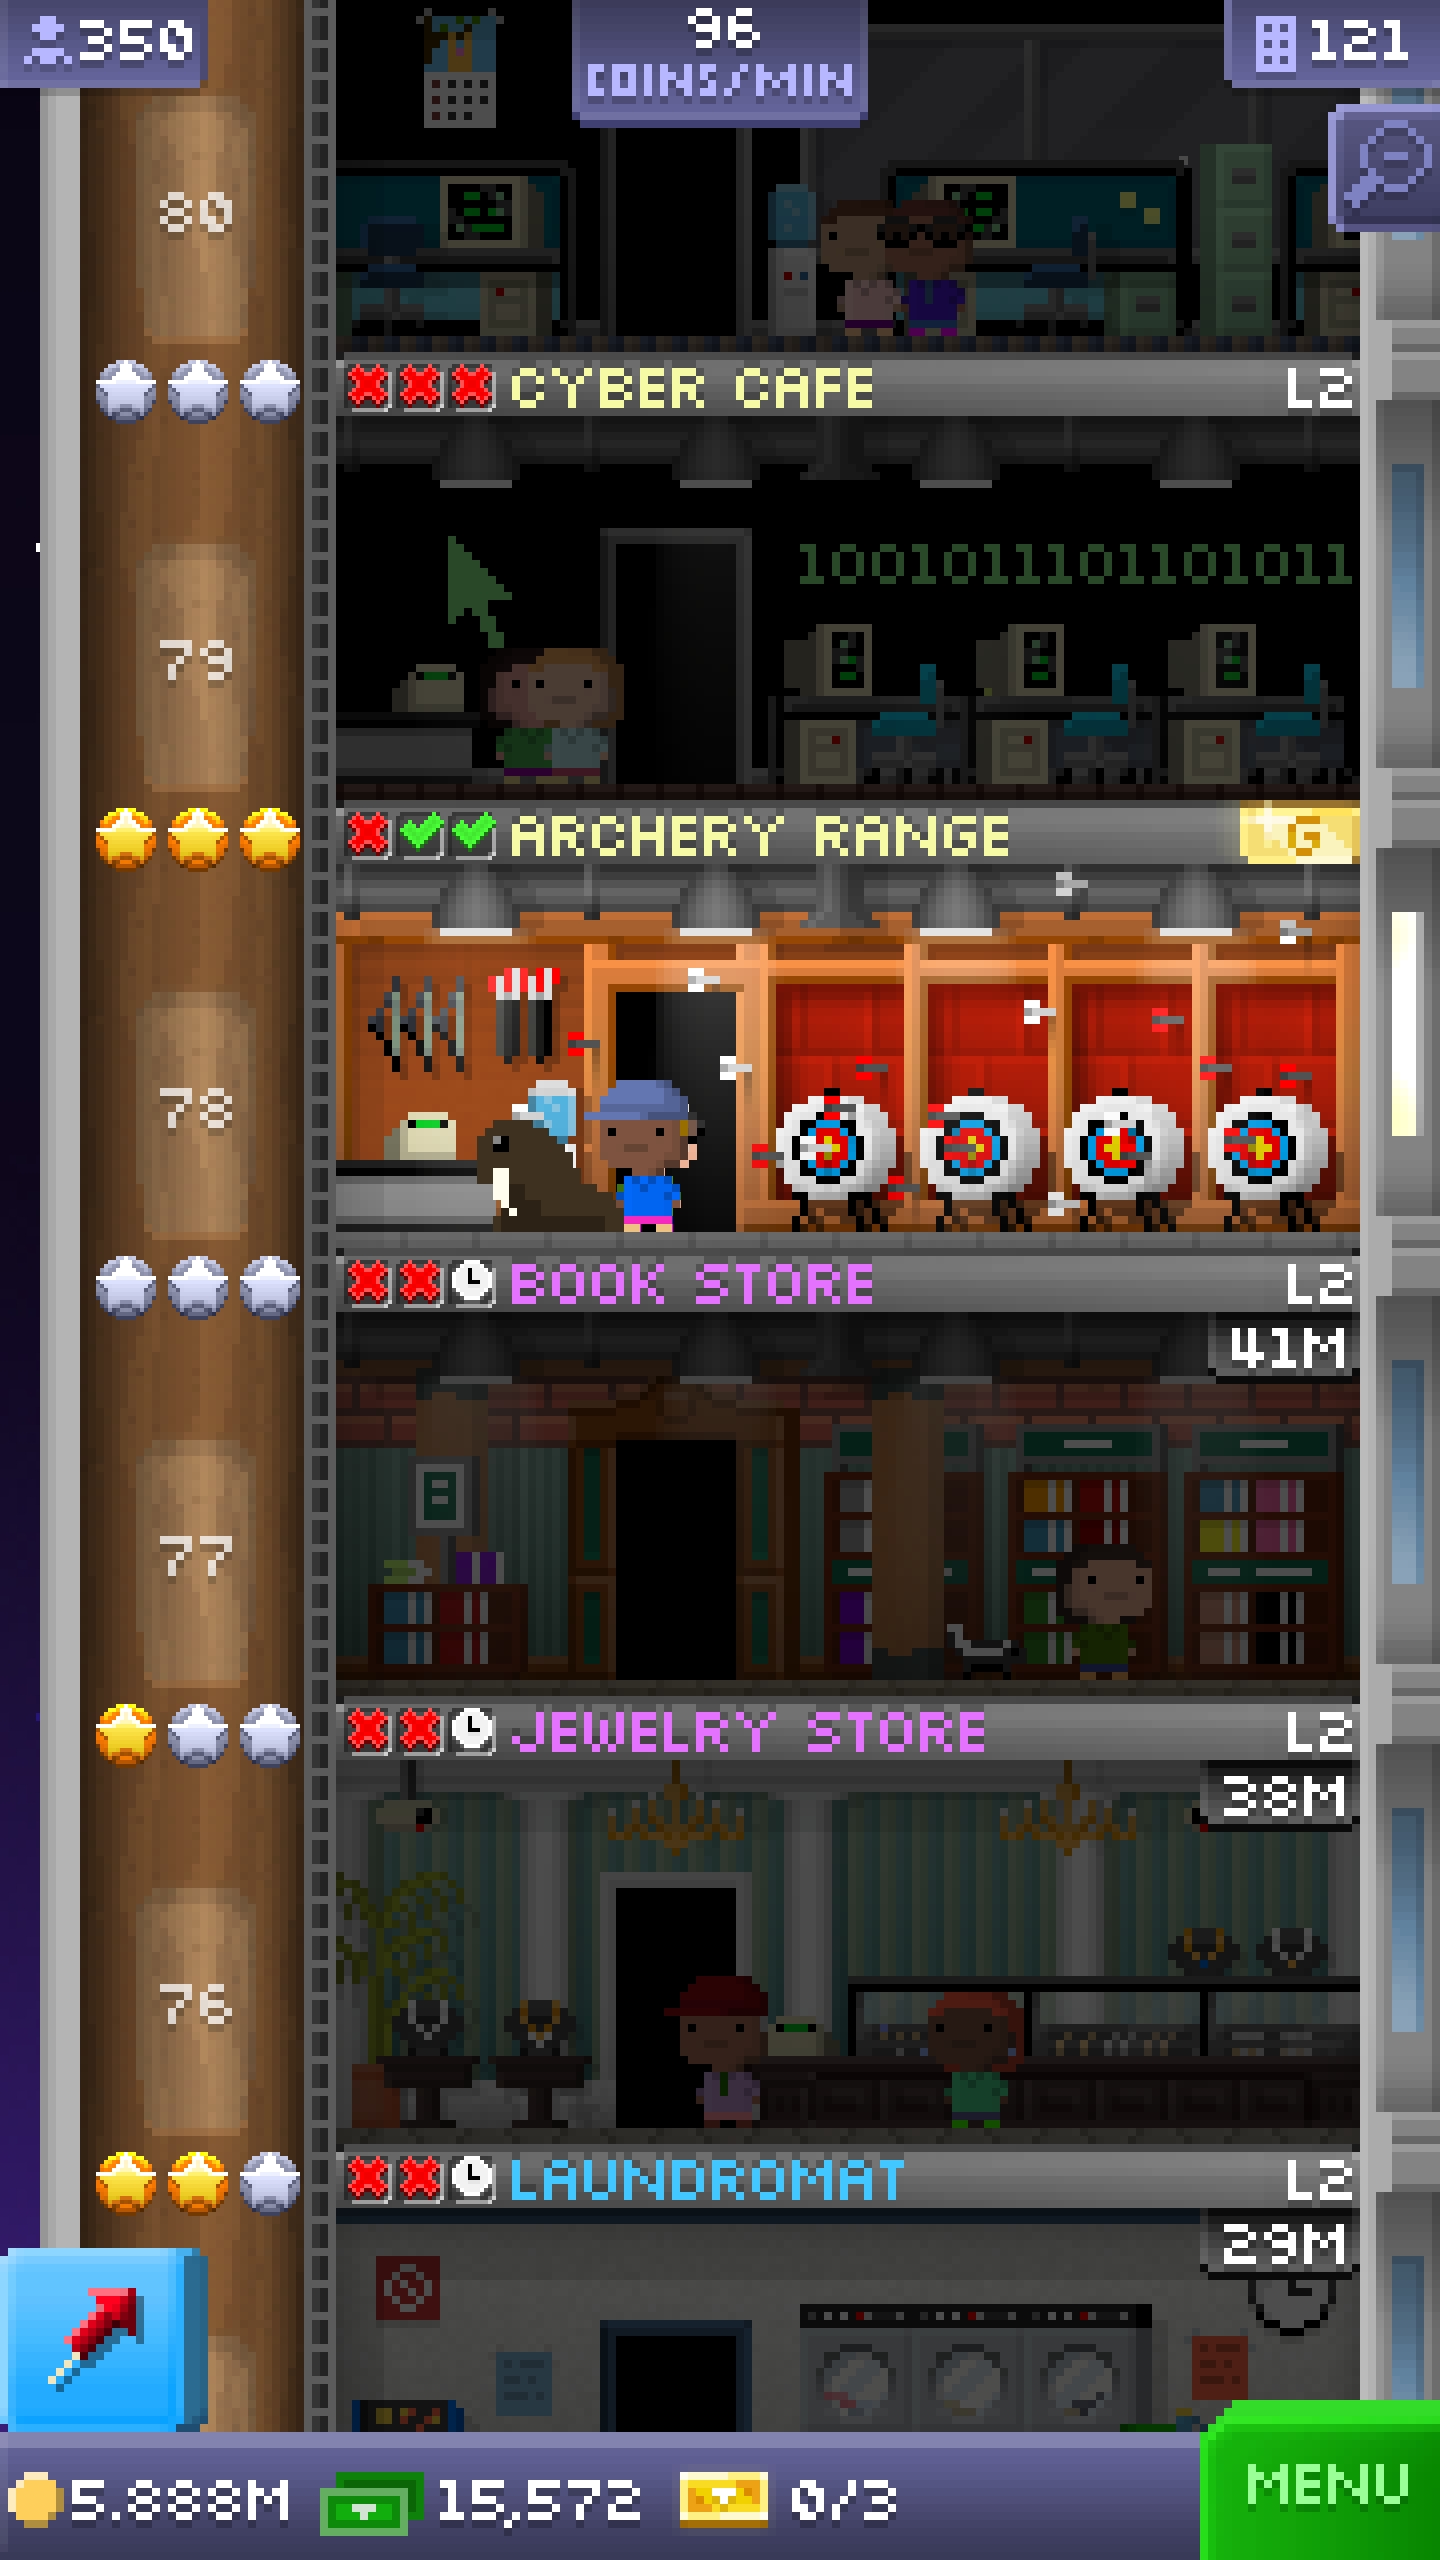 350
96
COINS/MIN
121
80
CYBER CAFE
L2
1001011101101011
79
ARCHERY RANGE
G
78
BOOK STORE
L2
41M
77
JEWELRY STORE
L2
38M
76
LAUNDROMAT
L2
29M
5.888M
15,572
0/3
MENU